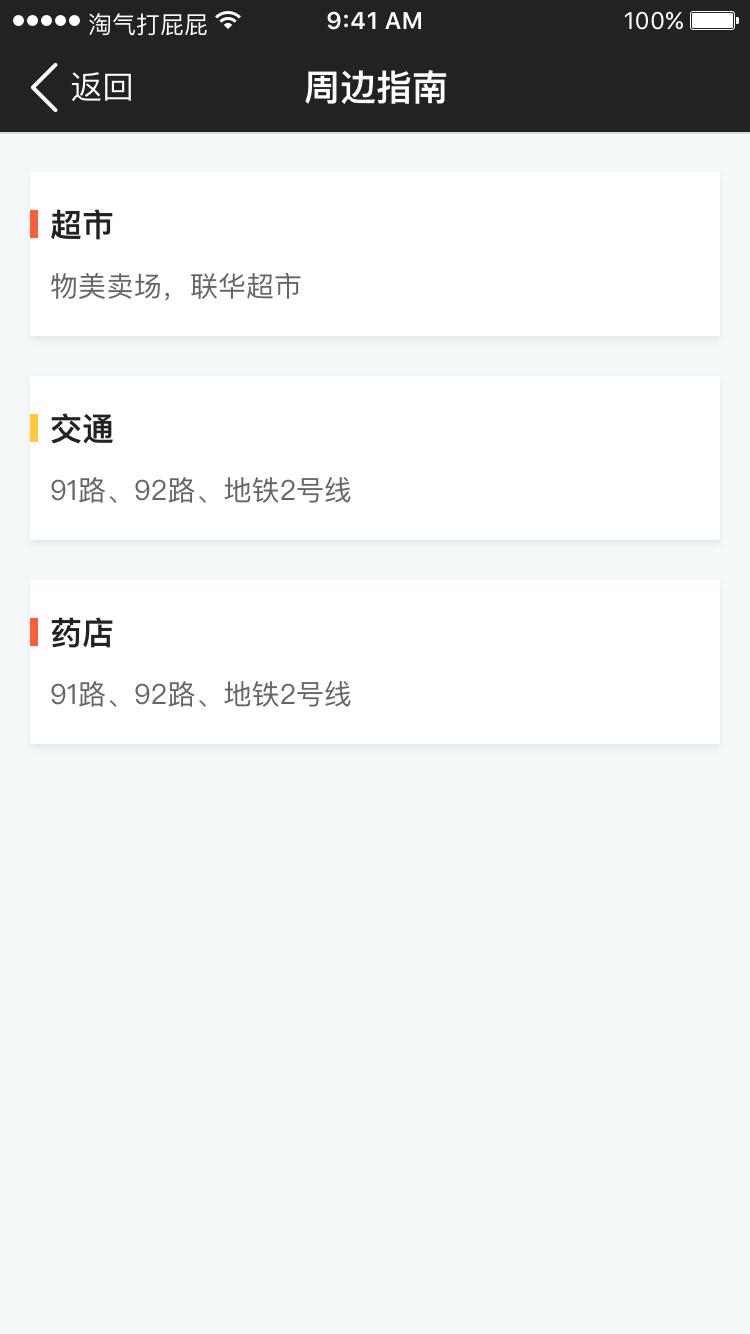 淘气打屁屁 9:41 AM 100%
返回 周边指南
超市
物美卖场，联华超市
交通
91路、92路、地铁2号线
药店
91路、92路、地铁2号线